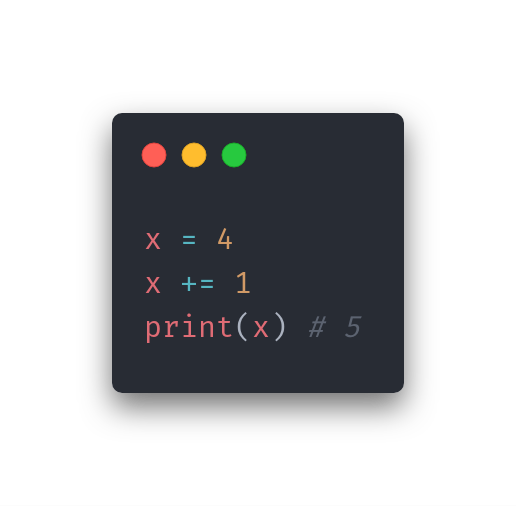 x = 4
x += 1
print(x) # 5